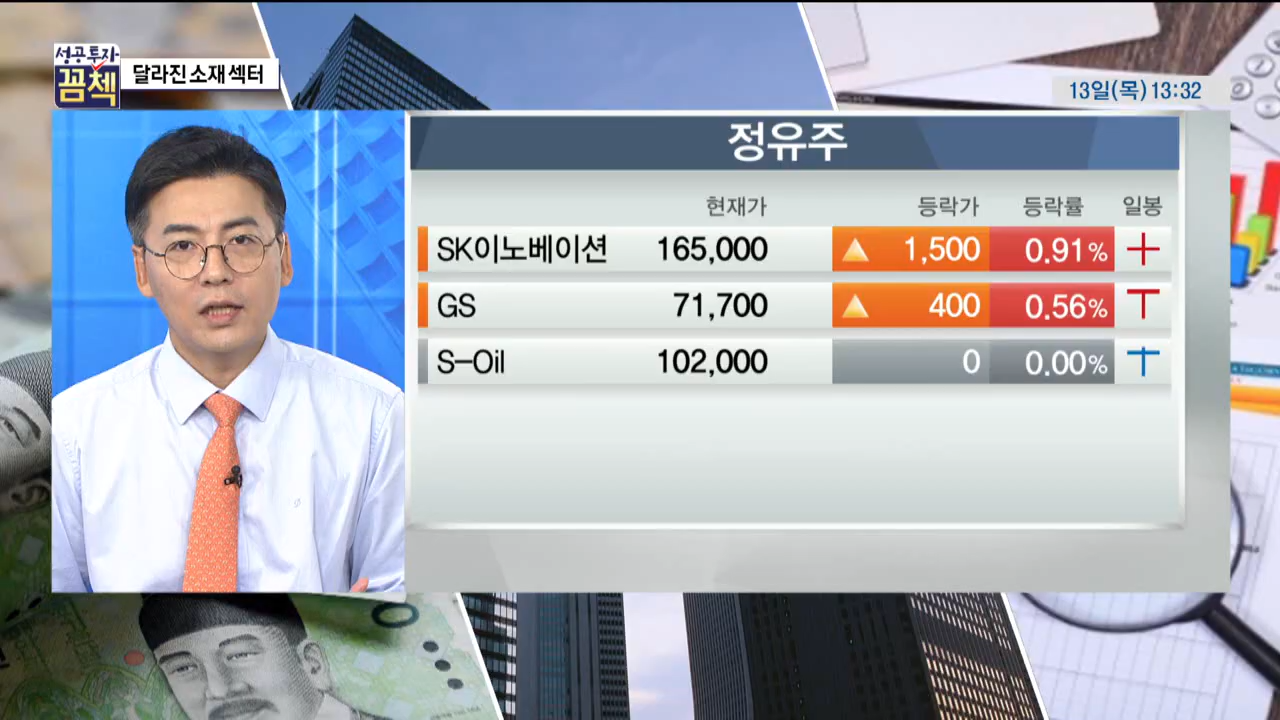 성공투자
꼼첵
달라진 소재 섹터
13일(목) 13:32
정유주
현재가 등락가 등락률 일봉
SK이노베이션 165,000 ▲ 1,500 0.91%
GS 71,700 ▲ 400 0.56%
S-Oil 102,000 0 0.00%